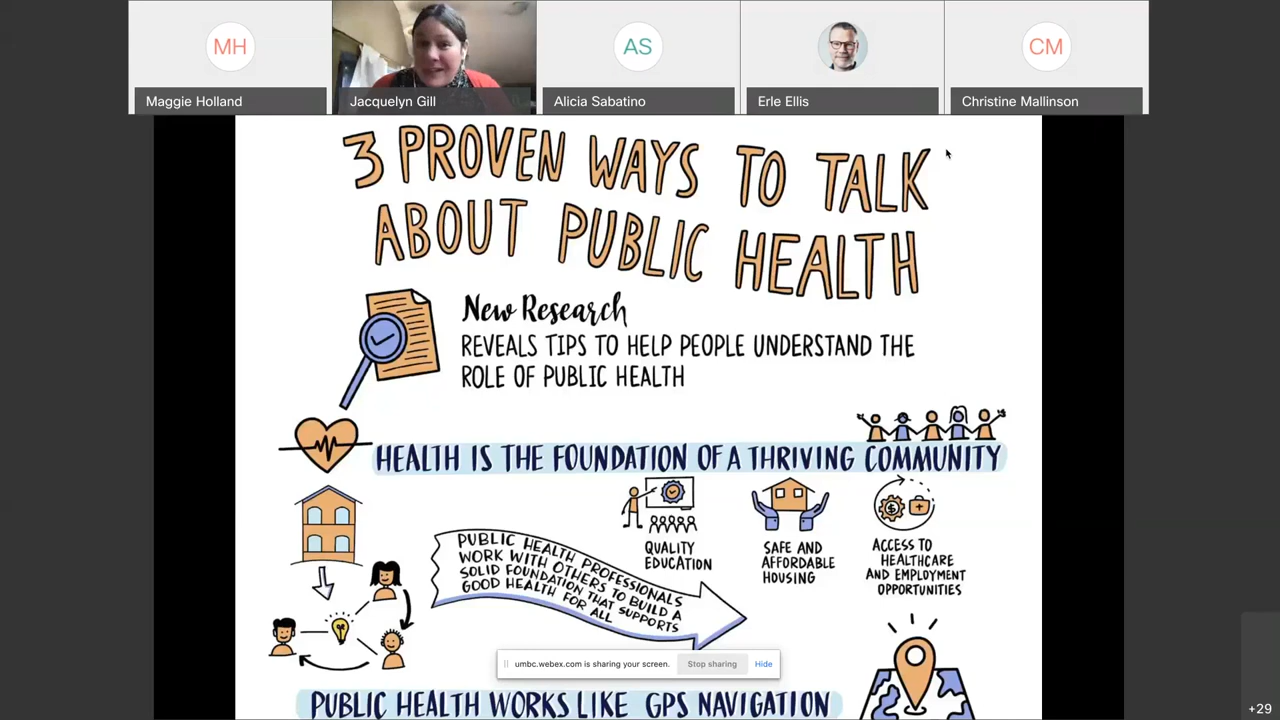 MH
AS
CM
Maggie Holland
Jacquelyn Gill
Alicia Sabatino
Erle Ellis
Christine Mallinson
3 PROVEN WAYS TO TALK
ABOUT PUBLIC HEALTH
New Research
REVEALS TIPS TO HELP PEOPLE UNDERSTAND THE
ROLE OF PUBLIC HEALTH
HEALTH IS THE FOUNDATION OF A THRIVING COMMUNITY
PUBLIC HEALTH PROFESSIONALS
WORK WITH OTHERS TO BUILD A
SOLID FOUNDATION THAT SUPPORTS
GOOD HEALTH FOR ALL
QUALITY
EDUCATION
SAFE AND
AFFORDABLE
HOUSING
ACCESS TO
HEALTHCARE
AND EMPLOYMENT
OPPORTUNITIES
$
umbc.webex.com is sharing your screen.
Stop sharing
Hide
PUBLIC HEALTH WORKS LIKE GPS NAVIGATION
+29